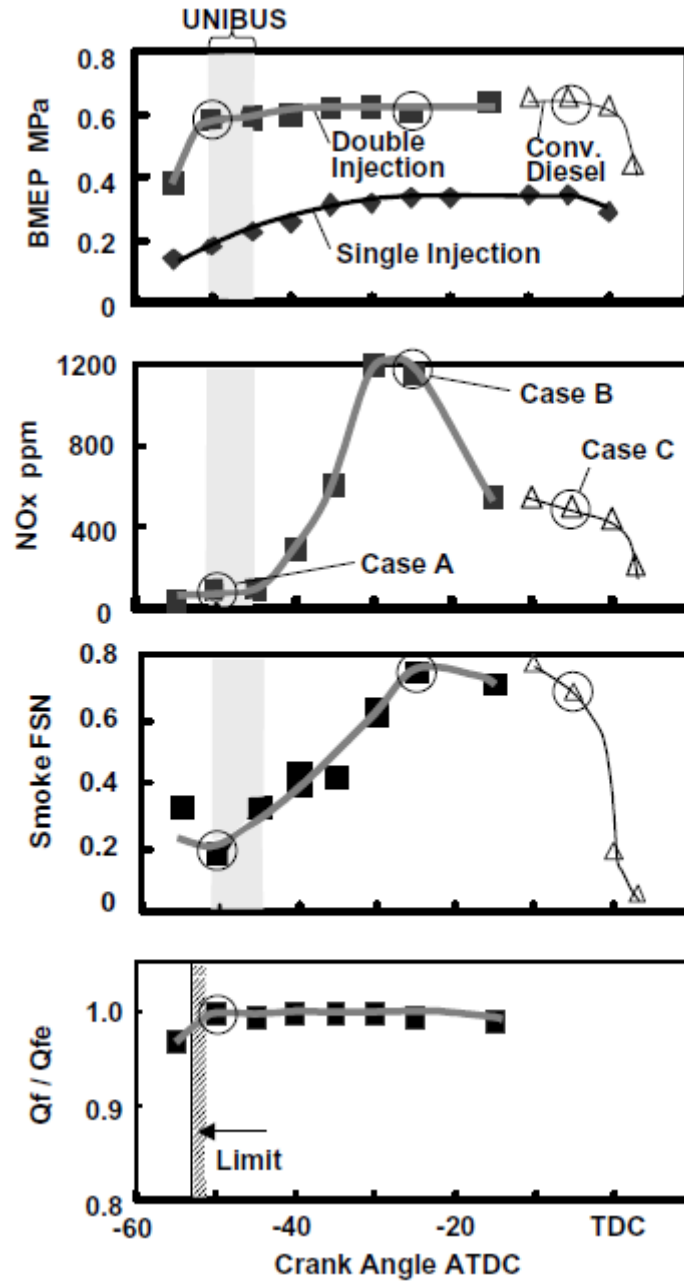 UNIBUS
0.8
0.6
0.4
0.2
0
BMEP MPa
Double
Injection
Conv.
Diesel
Single Injection
1200
800
400
0
NOx ppm
Case B
Case C
Case A
0.8
0.6
0.4
0.2
0
Smoke FSN
1.0
0.9
0.8
Qf / Qfe
Limit
-60
-40
-20
TDC
Crank Angle ATDC